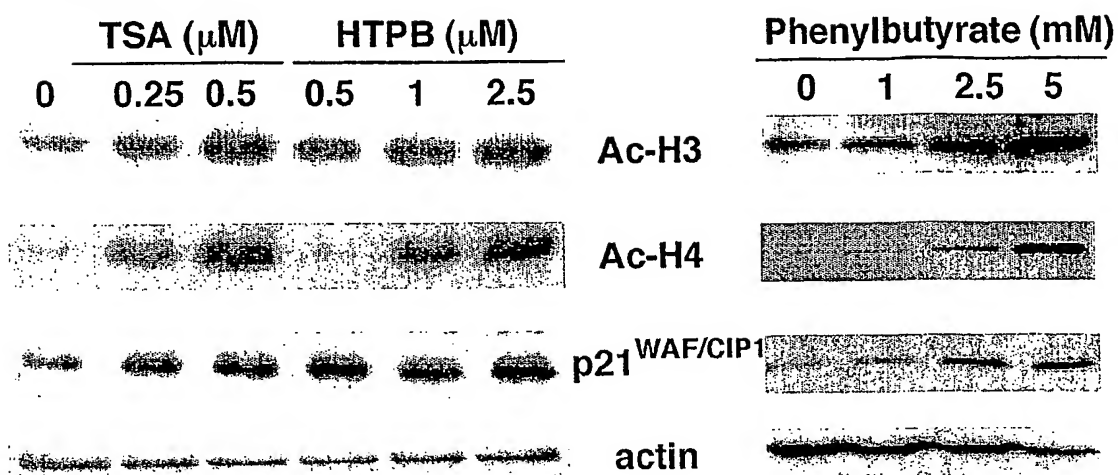 TSA (μM) HTPB (μM) Phenylbutyrate (mM)
0 0.25 0.5 0.5 1 2.5 0 1 2.5 5
Ac-H3
Ac-H4
p21WAF/CIP1
actin